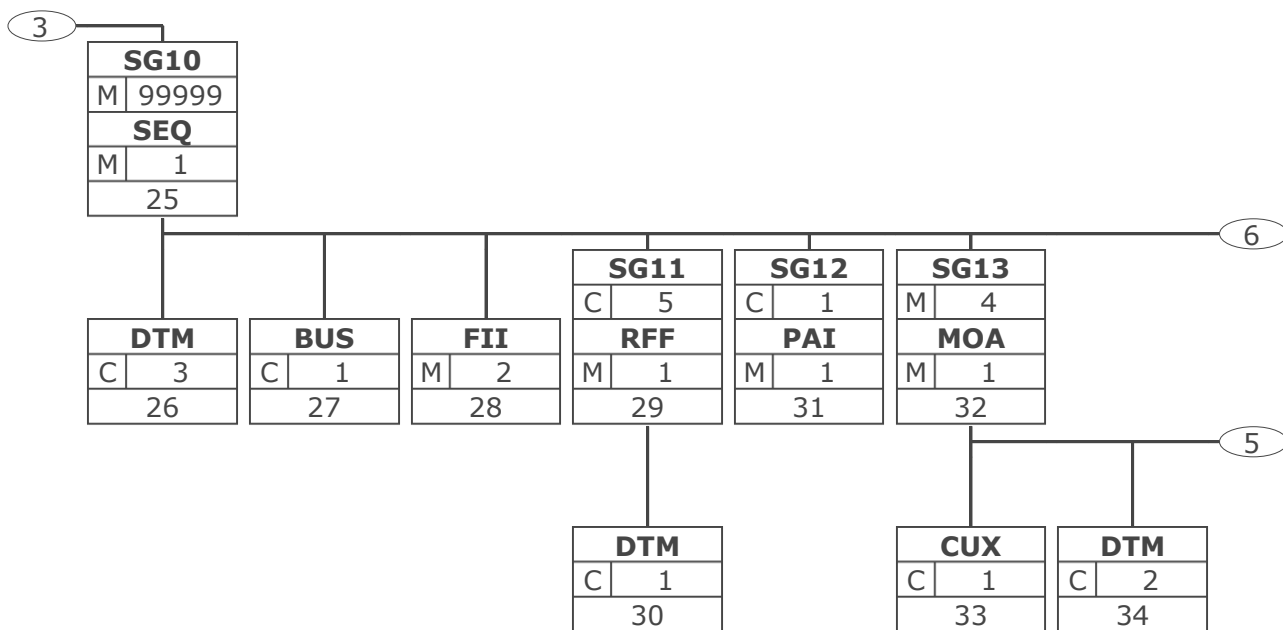 3
SG10
M 99999
SEQ
M 1
25
6
SG11 SG12 SG13
C 5 C 1 M 4
DTM BUS FII RFF PAI MOA
C 3 C 1 M 2 M 1 M 1 M 1
26 27 28 29 31 32
5
DTM CUX DTM
C 1 C 1 C 2
30 33 34